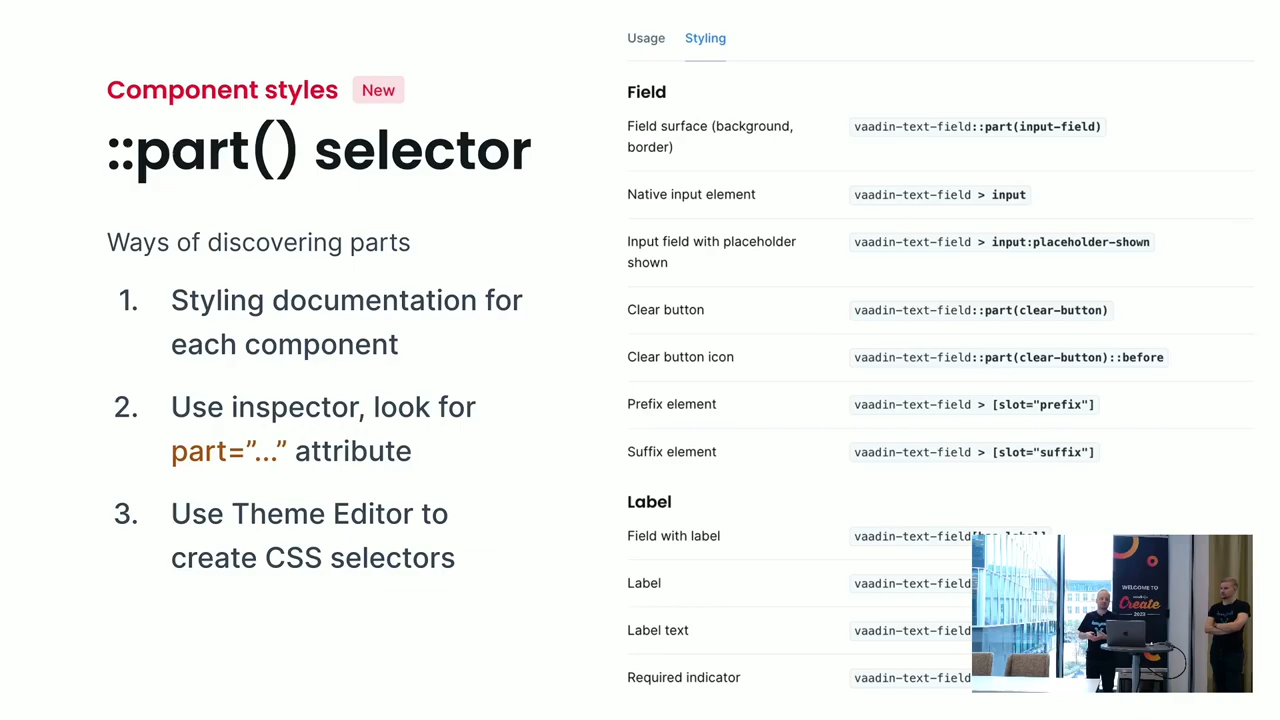 Component styles New
::part() selector
Ways of discovering parts
1. Styling documentation for
each component
2. Use inspector, look for
part=”...” attribute
3. Use Theme Editor to
create CSS selectors
Usage Styling
Field
Field surface (background,
border)
vaadin-text-field::part(input-field)
Native input element
vaadin-text-field > input
Input field with placeholder
shown
vaadin-text-field > input:placeholder-shown
Clear button
vaadin-text-field::part(clear-button)
Clear button icon
vaadin-text-field::part(clear-button)::before
Prefix element
vaadin-text-field > [slot="prefix"]
Suffix element
vaadin-text-field > [slot="suffix"]
Label
Field with label
vaadin-text-field
Label
vaadin-text-field
Label text
vaadin-text-field
Required indicator
vaadin-text-field
WELCOME TO
Create
2023